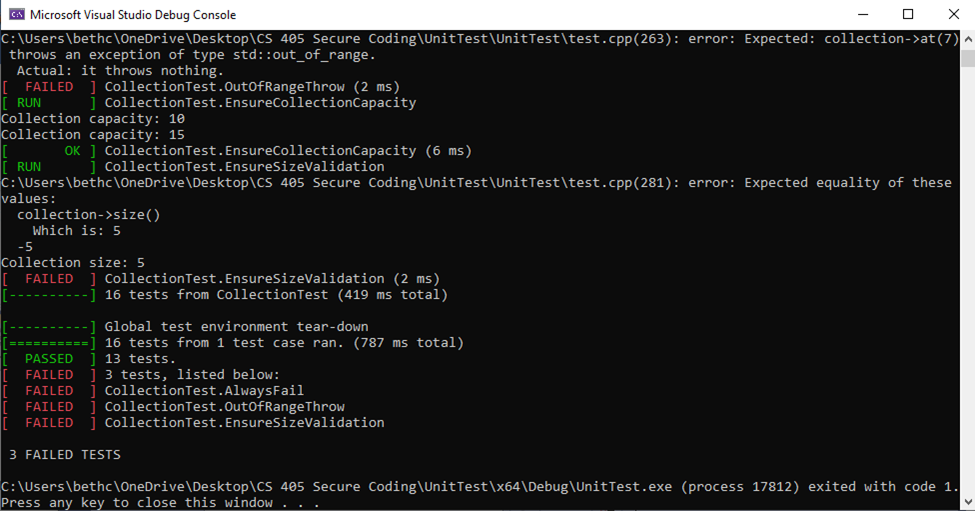 Microsoft Visual Studio Debug Console
C:\Users\bethc\OneDrive\Desktop\CS 405 Secure Coding\UnitTest\UnitTest\test.cpp(263): error: Expected: collection->at(7)
 throws an exception of type std::out_of_range.
  Actual: it throws nothing.
[  FAILED  ] CollectionTest.OutOfRangeThrow (2 ms)
[ RUN      ] CollectionTest.EnsureCollectionCapacity
Collection capacity: 10
Collection capacity: 15
[       OK ] CollectionTest.EnsureCollectionCapacity (6 ms)
[ RUN      ] CollectionTest.EnsureSizeValidation
C:\Users\bethc\OneDrive\Desktop\CS 405 Secure Coding\UnitTest\UnitTest\test.cpp(281): error: Expected equality of these
values:
  collection->size()
    Which is: 5
  -5
Collection size: 5
[  FAILED  ] CollectionTest.EnsureSizeValidation (2 ms)
[----------] 16 tests from CollectionTest (419 ms total)

[----------] Global test environment tear-down
[==========] 16 tests from 1 test case ran. (787 ms total)
[  PASSED  ] 13 tests.
[  FAILED  ] 3 tests, listed below:
[  FAILED  ] CollectionTest.AlwaysFail
[  FAILED  ] CollectionTest.OutOfRangeThrow
[  FAILED  ] CollectionTest.EnsureSizeValidation

 3 FAILED TESTS

C:\Users\bethc\OneDrive\Desktop\CS 405 Secure Coding\UnitTest\x64\Debug\UnitTest.exe (process 17812) exited with code 1.
Press any key to close this window . . .